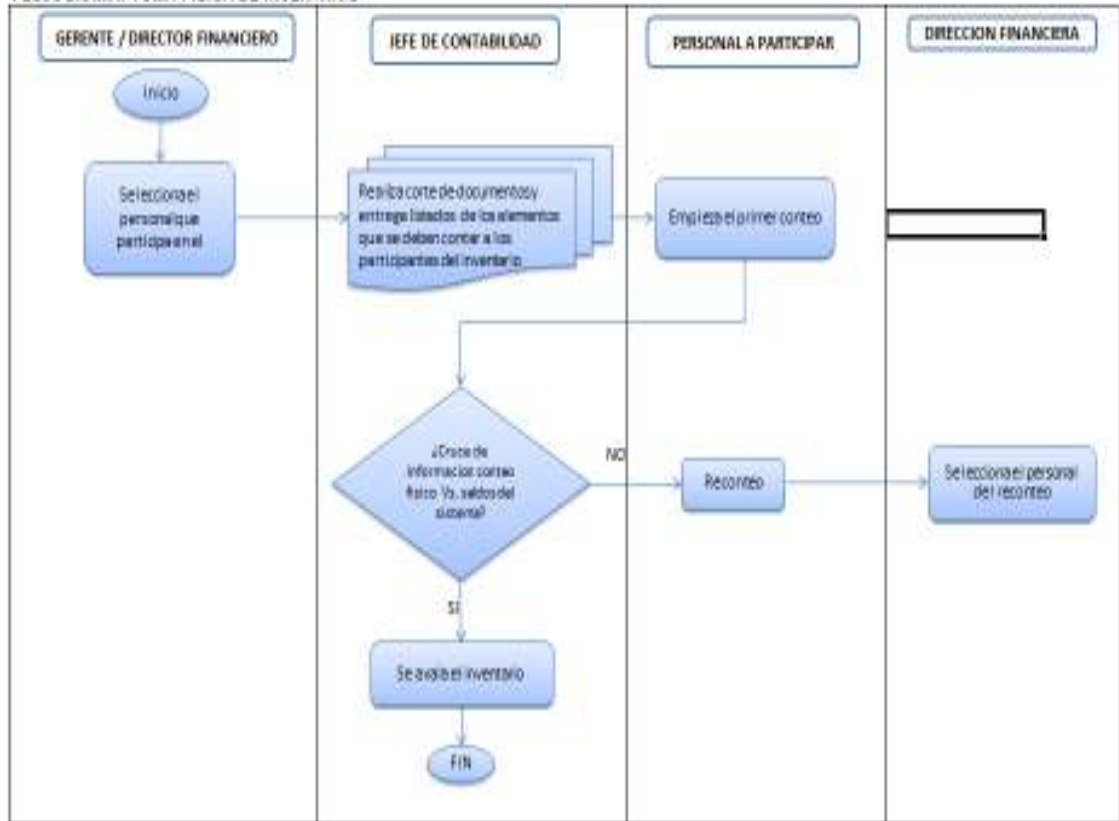 GERENTE / DIRECTOR FINANCIERO
JEFE DE CONTABILIDAD
PERSONAL A PARTICIPAR
DIRECCION FINANCIERA
Inicio
Selecciona el
personal que
participa en el
Realiza corte de documentos y
entrega listados de los elementos
que se deben contar a los
participantes del inventario
Empieza el primer conteo
¿Cruce de
informacion conteo
fisico Vs. saldos del
sistema?
NO
Reconteo
Selecciona el personal
del reconteo
SI
Se avala el inventario
FIN